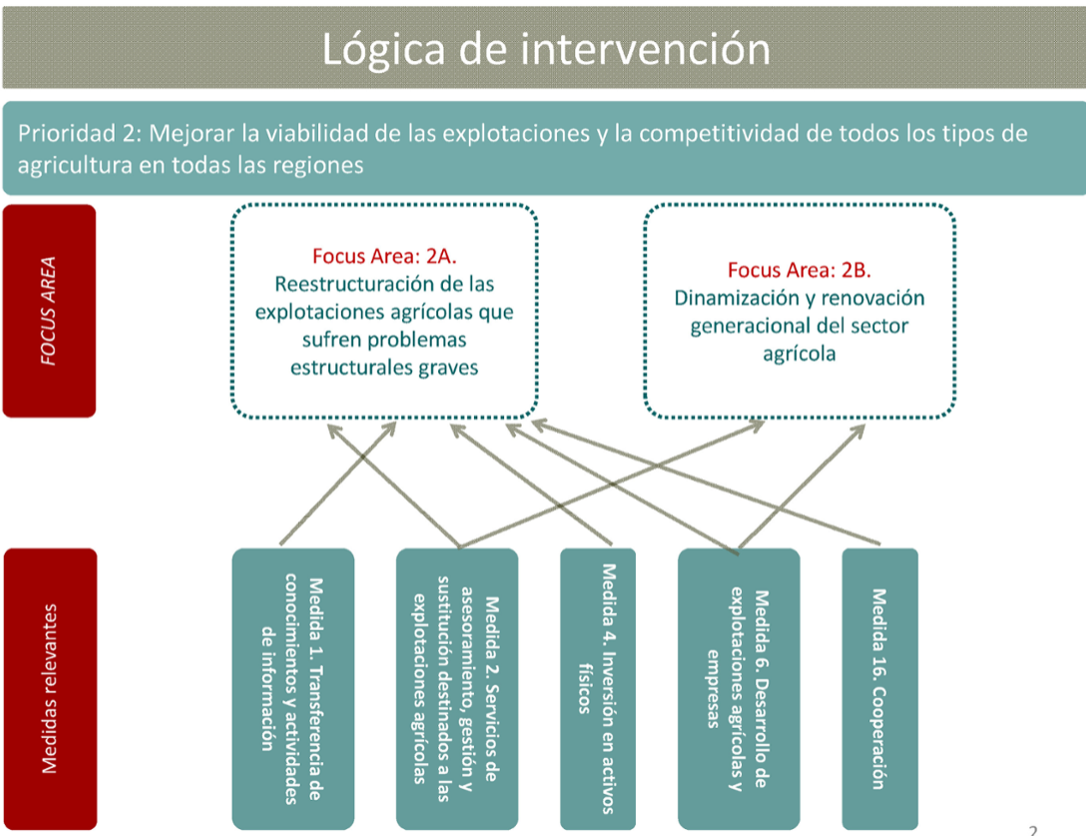 Lógica de intervención
Prioridad 2: Mejorar la viabilidad de las explotaciones y la competitividad de todos los tipos de
agricultura en todas las regiones
FOCUS AREA
Focus Area: 2A.
Reestructuración de las
explotaciones agrícolas que
sufren problemas
estructurales graves
Focus Area: 2B.
Dinamización y renovación
generacional del sector
agrícola
Medidas relevantes
Medida 1. Transferencia de
conocimientos y actividades
de información
Medida 2. Servicios de
asesoramiento, gestión y
sustitución destinados a las
explotaciones agrícolas
Medida 4. Inversión en activos
físicos
Medida 6. Desarrollo de
explotaciones agrícolas y
empresas
Medida 16. Cooperación
2